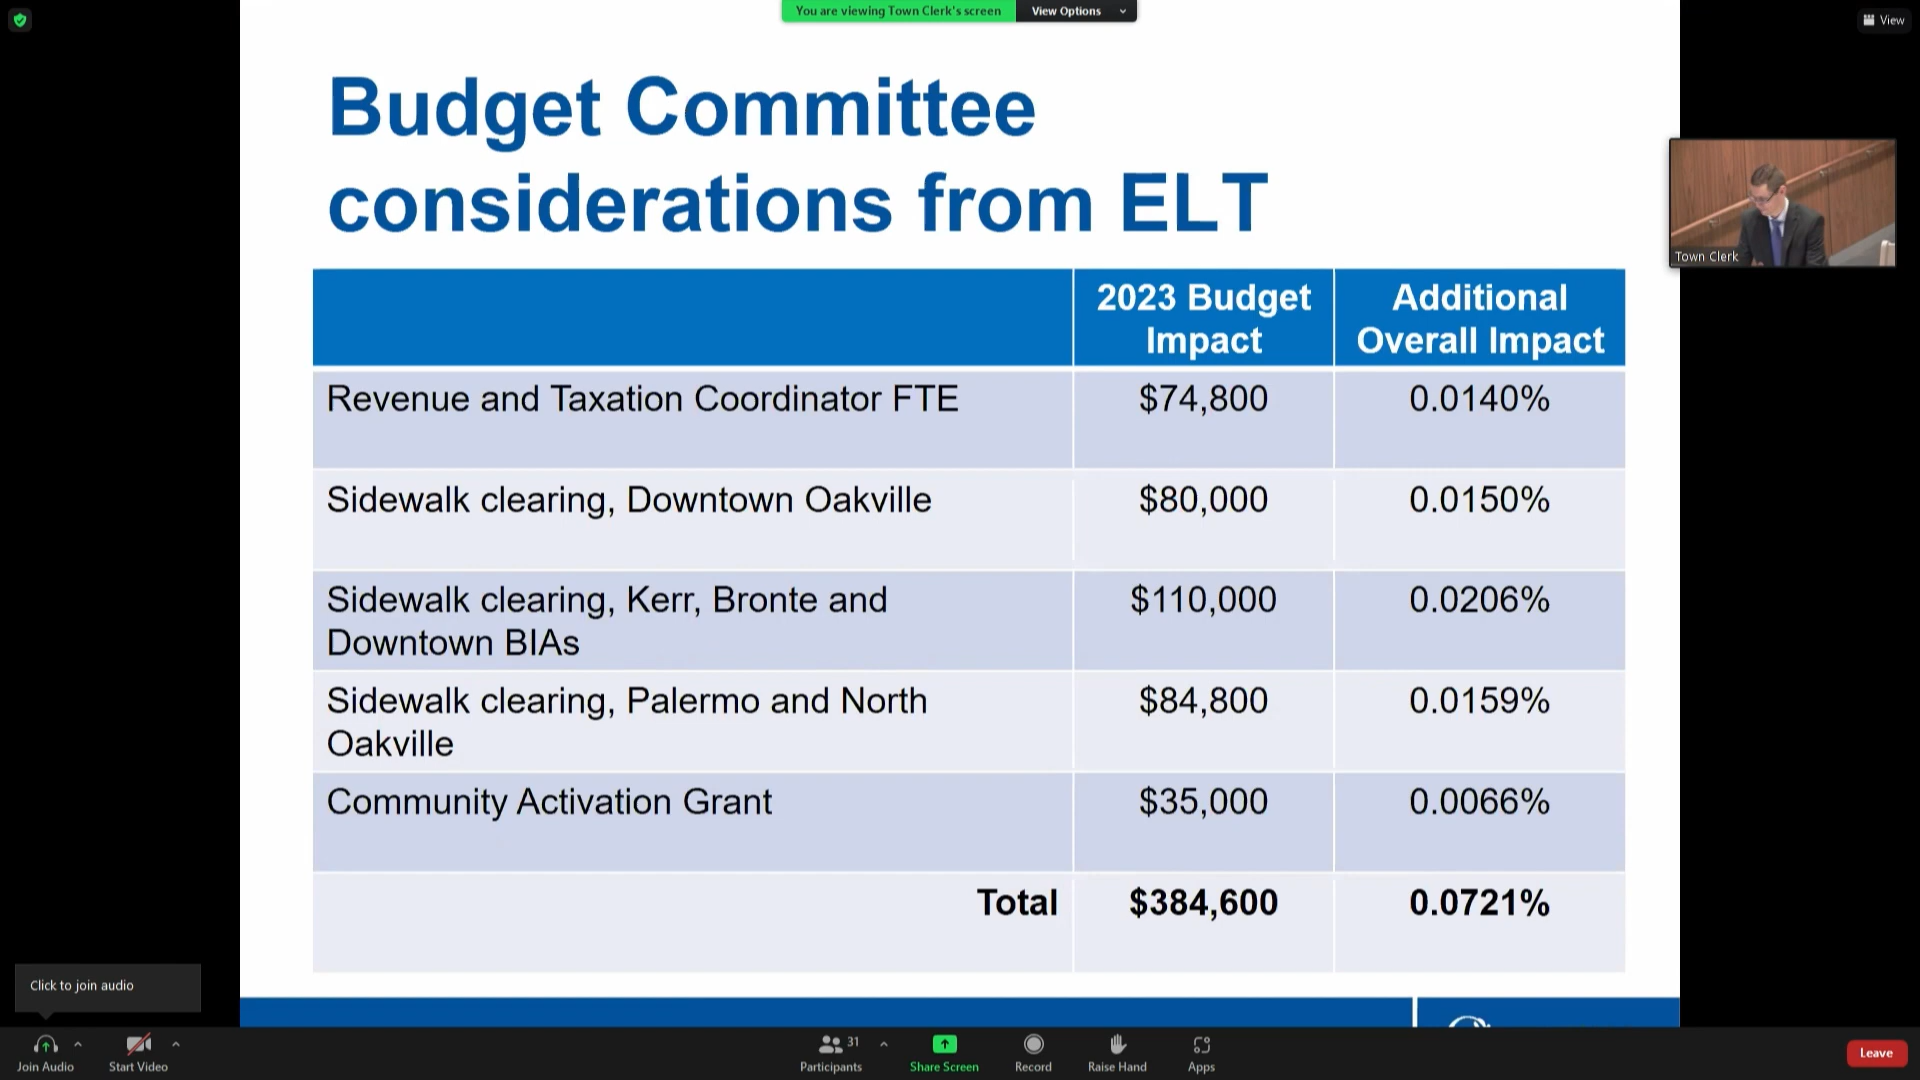 You are viewing Town Clerk's screen
View Options
View
Budget Committee
considerations from ELT
2023 Budget
Impact
Additional
Overall Impact
Revenue and Taxation Coordinator FTE
$74,800
0.0140%
Sidewalk clearing, Downtown Oakville
$80,000
0.0150%
Sidewalk clearing, Kerr, Bronte and
Downtown BIAs
$110,000
0.0206%
Sidewalk clearing, Palermo and North
Oakville
$84,800
0.0159%
Community Activation Grant
$35,000
0.0066%
Total
$384,600
0.0721%
Town Clerk
Click to join audio
Join Audio
Start Video
31
Participants
Share Screen
Record
Raise Hand
Apps
Leave